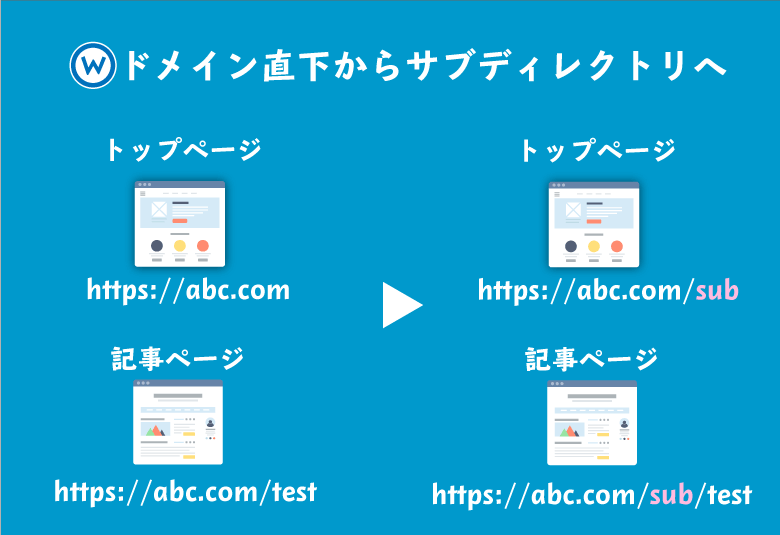 W ドメイン直下からサブディレクトリへ
トップページ
https://abc.com
記事ページ
https://abc.com/test
トップページ
https://abc.com/sub
記事ページ
https://abc.com/sub/test